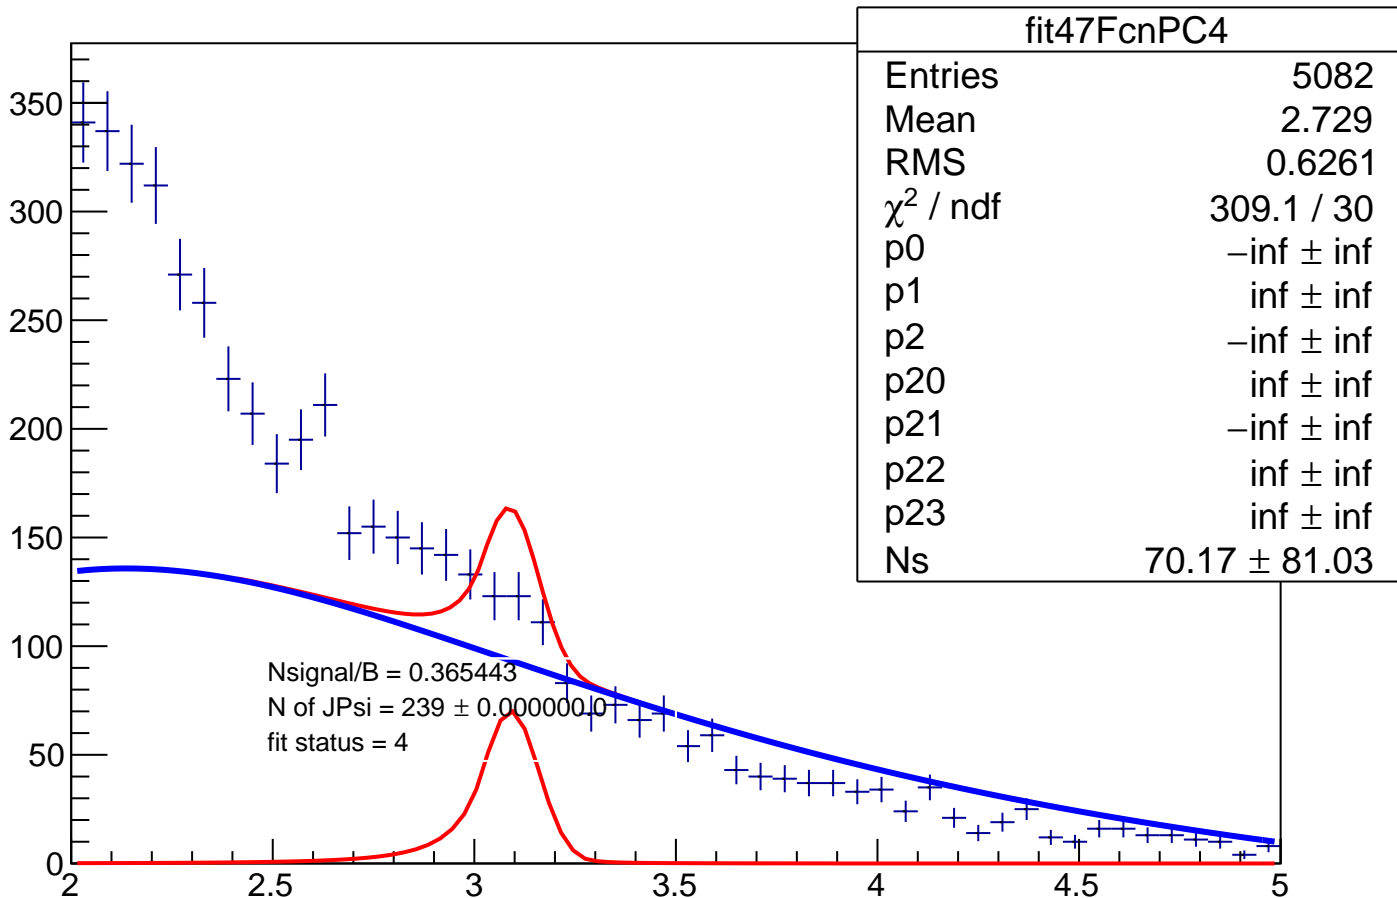 fit47FcnPC4
Entries 5082
Mean 2.729
RMS 0.6261
χ² / ndf 309.1 / 30
p0 −inf ± inf
p1 inf ± inf
p2 −inf ± inf
p20 inf ± inf
p21 −inf ± inf
p22 inf ± inf
p23 inf ± inf
Ns 70.17 ± 81.03
350
300
250
200
150
100
50
0
Nsignal/B = 0.365443
N of JPsi = 239 ± 0.000000.0
fit status = 4
2 2.5 3 3.5 4 4.5 5